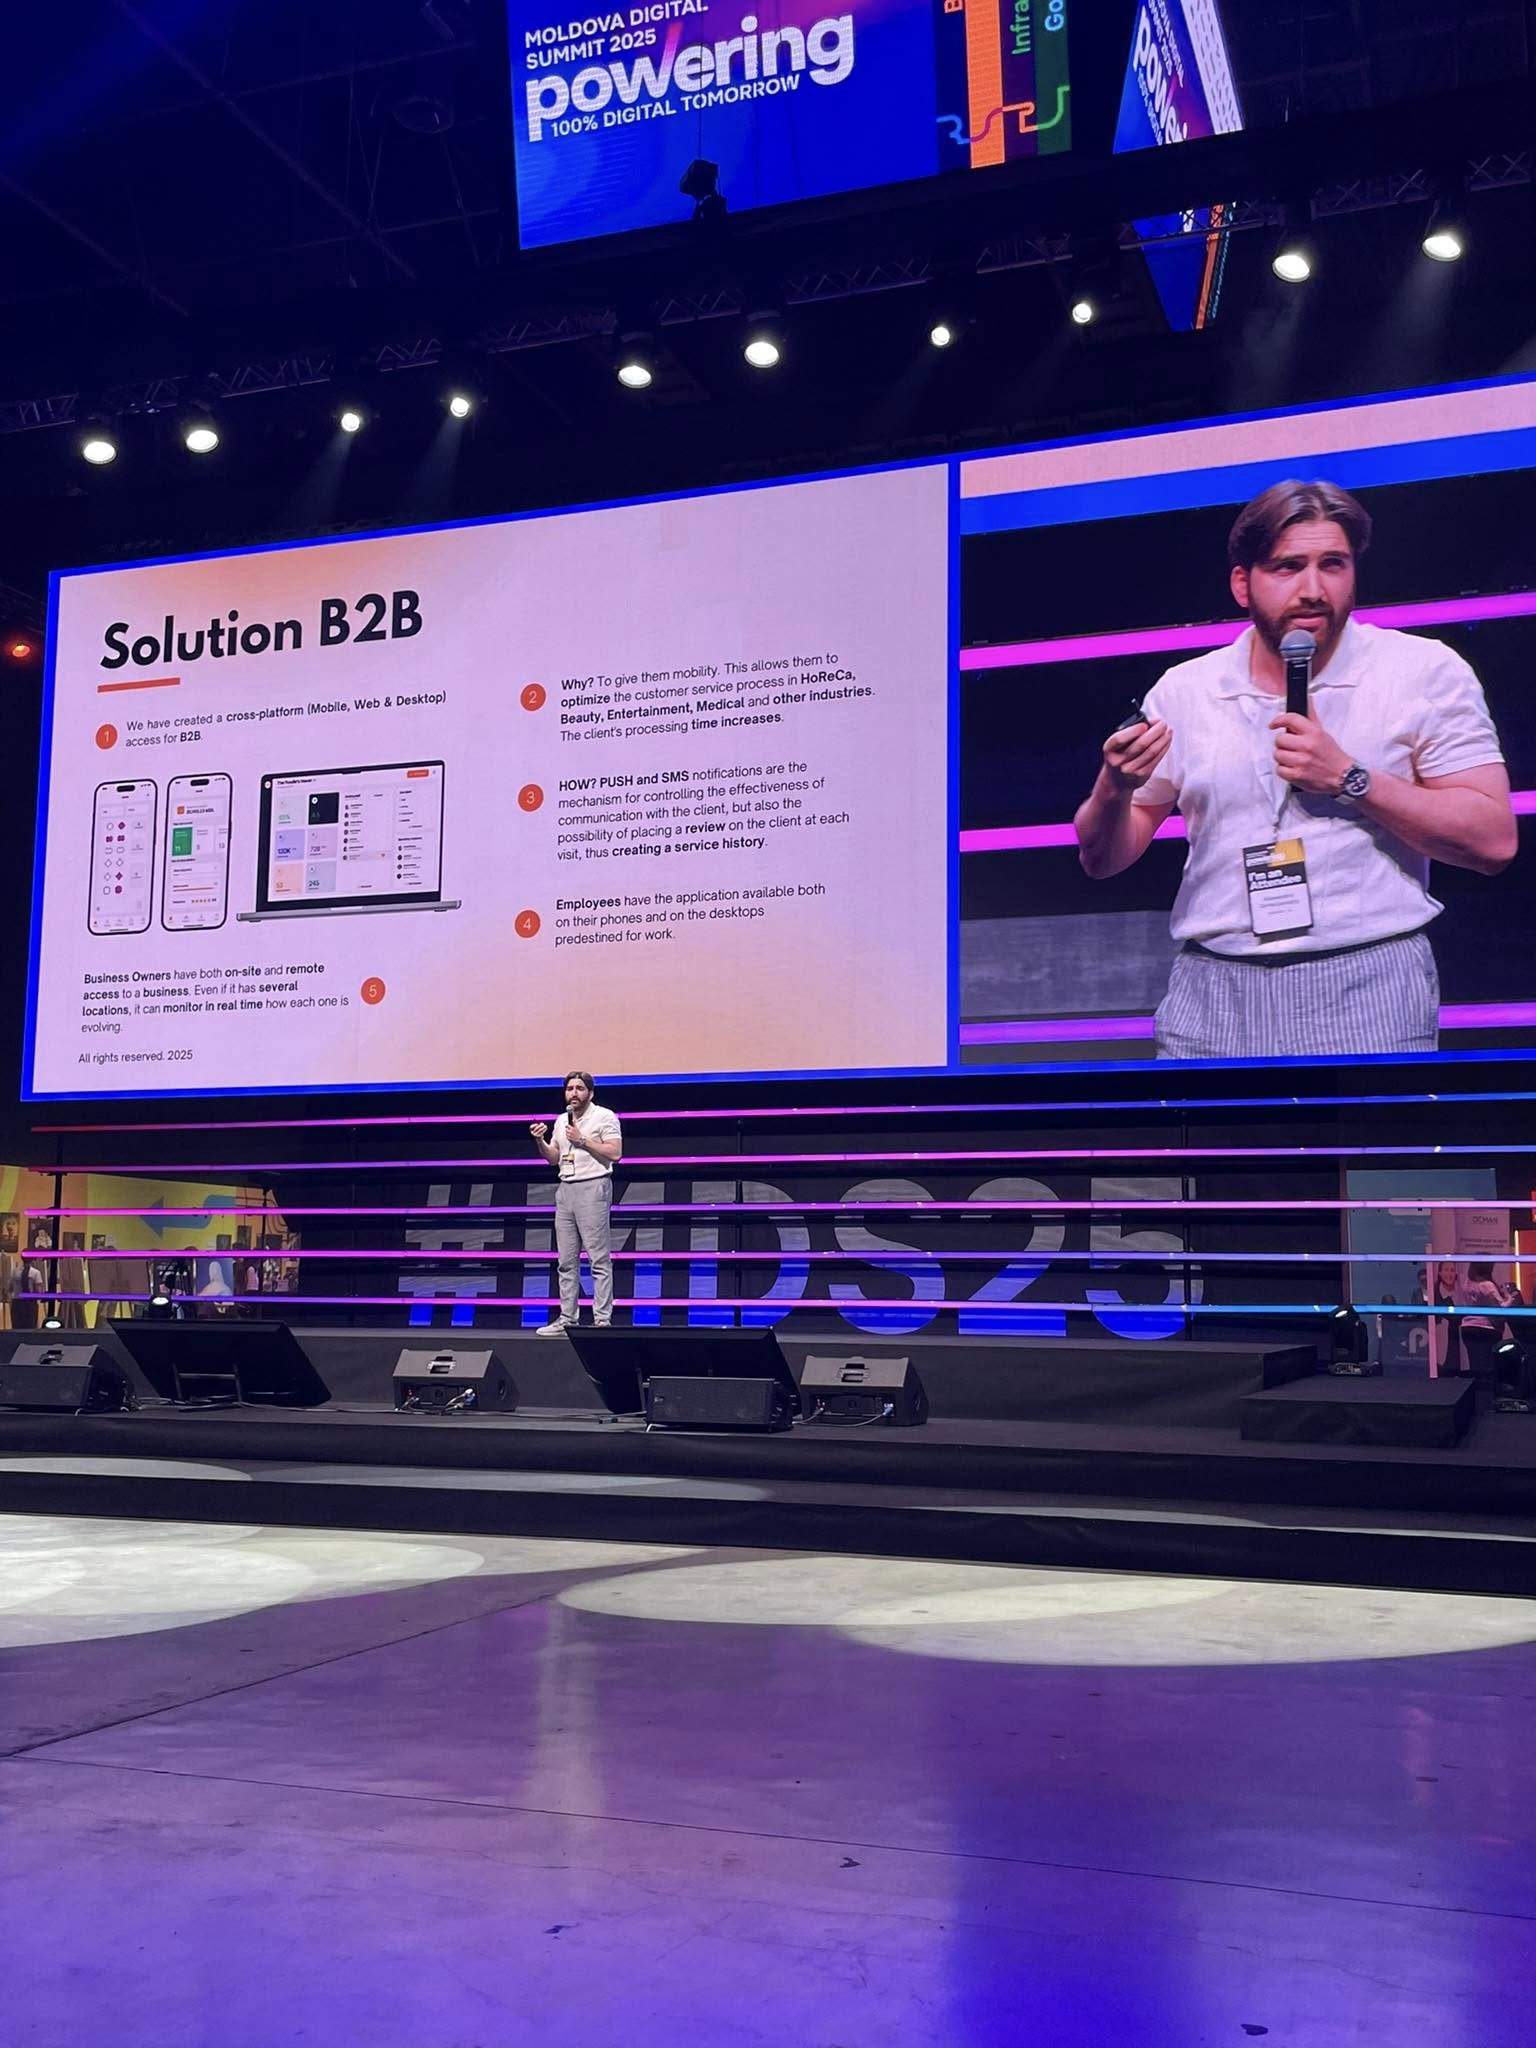 MOLDOVA DIGITAL
SUMMIT 2025
powering
100% DIGITAL TOMORROW
Infra
Go
Solution B2B
1
We have created a cross-platform (Mobile, Web & Desktop)
access for B2B.
Business Owners have both on-site and remote
access to a business. Even if it has several
locations, it can monitor in real time how each one is
evolving.
5
All rights reserved. 2025
2
Why? To give them mobility. This allows them to
optimize the customer service process in HoReCa,
Beauty, Entertainment, Medical and other industries.
The client's processing time increases.
3
HOW? PUSH and SMS notifications are the
mechanism for controlling the effectiveness of
communication with the client, but also the
possibility of placing a review on the client at each
visit, thus creating a service history.
4
Employees have the application available both
on their phones and on the desktops
predestined for work.
I'm an
Attendee
#MDS25